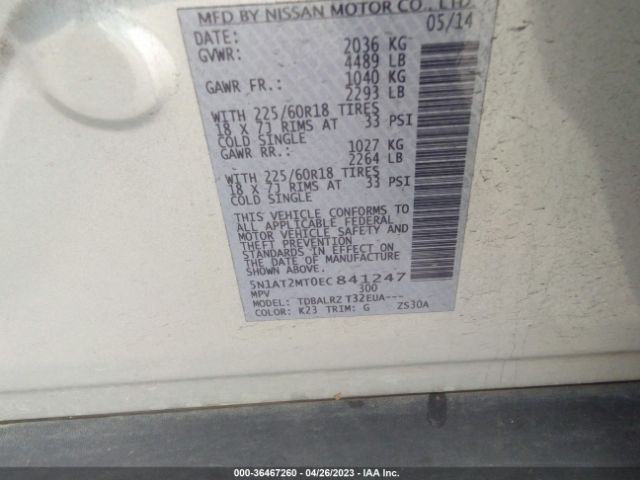 MFD BY NISSAN MOTOR CO., LTD.
DATE: 05/14
GVWR: 2036 KG
4489 LB
GAWR FR.: 1040 KG
2293 LB
WITH 225/60R18 TIRES
18 X 7J RIMS AT 33 PSI
COLD SINGLE
GAWR RR.: 1027 KG
2264 LB
WITH 225/60R18 TIRES
18 X 7J RIMS AT 33 PSI
COLD SINGLE
THIS VEHICLE CONFORMS TO
ALL APPLICABLE FEDERAL
MOTOR VEHICLE SAFETY AND
THEFT PREVENTION
STANDARDS IN EFFECT ON
THE DATE OF MANUFACTURE
SHOWN ABOVE.
5N1AT2MT0EC841247
MPV 300
MODEL: TDBALRZ T32EUA---
COLOR: K23 TRIM: G ZS30A
000-36467260 - 04/26/2023 - IAA Inc.